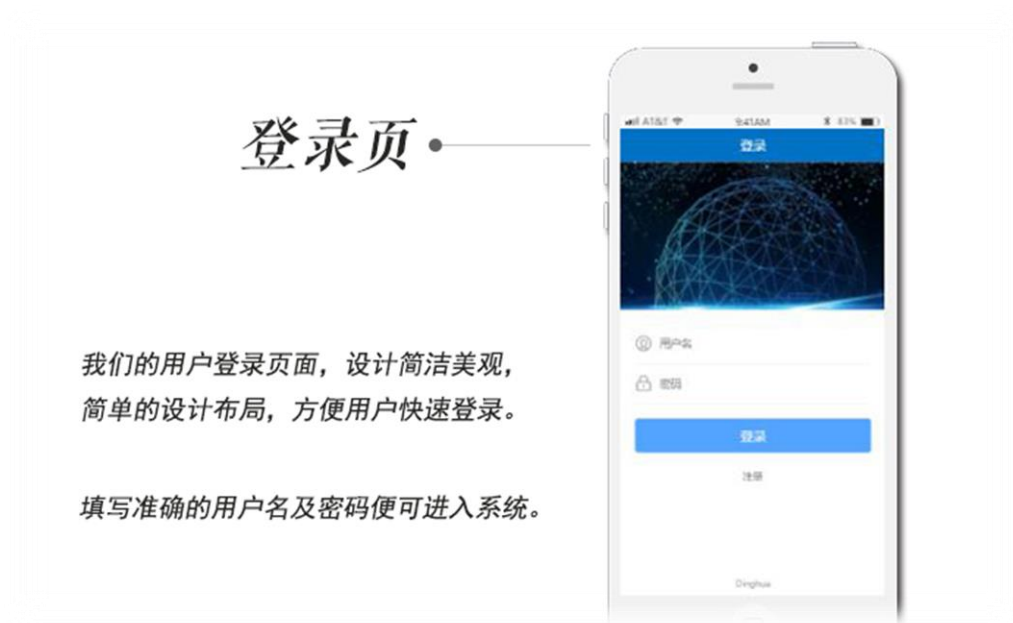 登录页
我们的用户登录页面，设计简洁美观，
简单的设计布局，方便用户快速登录。
填写准确的用户名及密码便可进入系统。
AT&T 9:41AM 83%
登录
用户名
密码
登录
注册
Dinghua